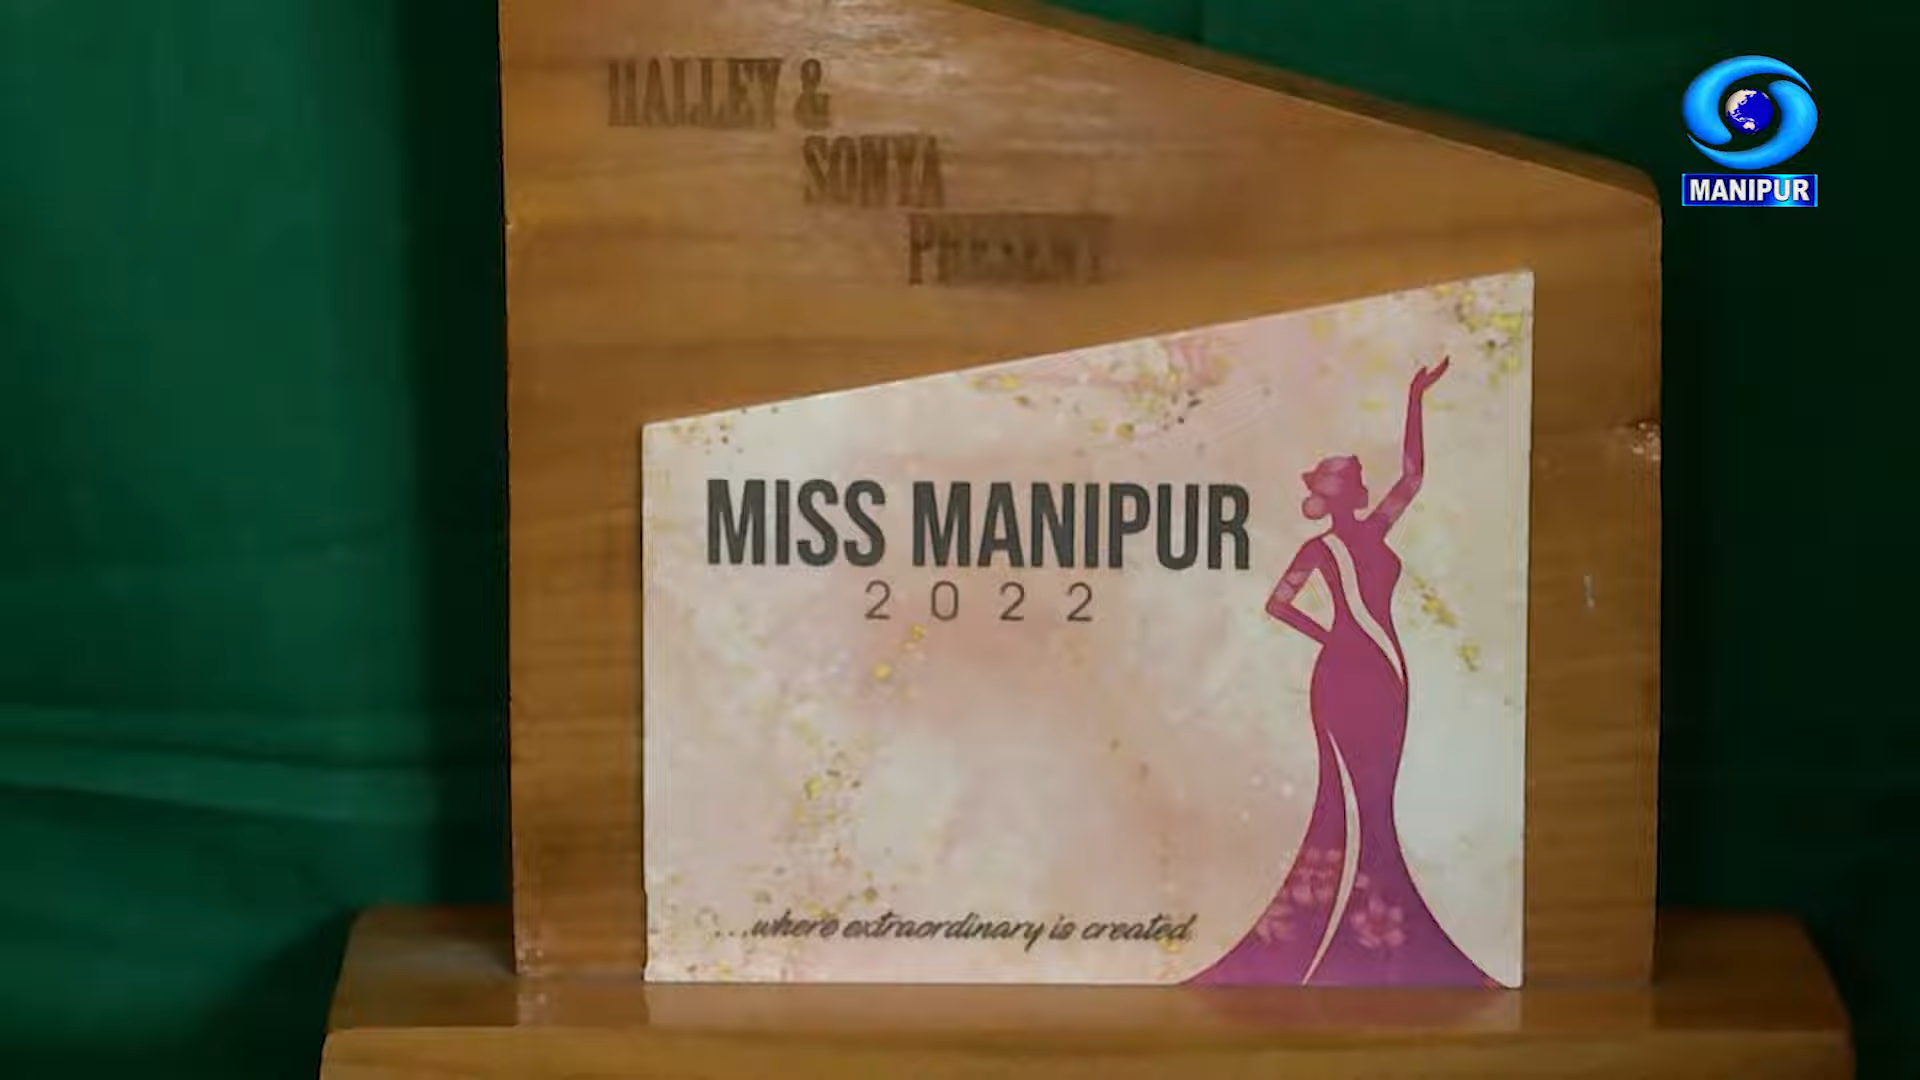 HALLEY &
SONYA
PRESENT
MANIPUR
MISS MANIPUR
2022
...where extraordinary is created